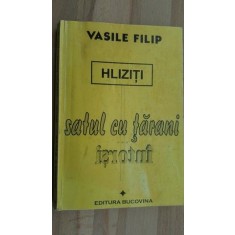 VASILE FILIP
HLIZIȚI
satul cu țărani
EDITURA BUCOVINA